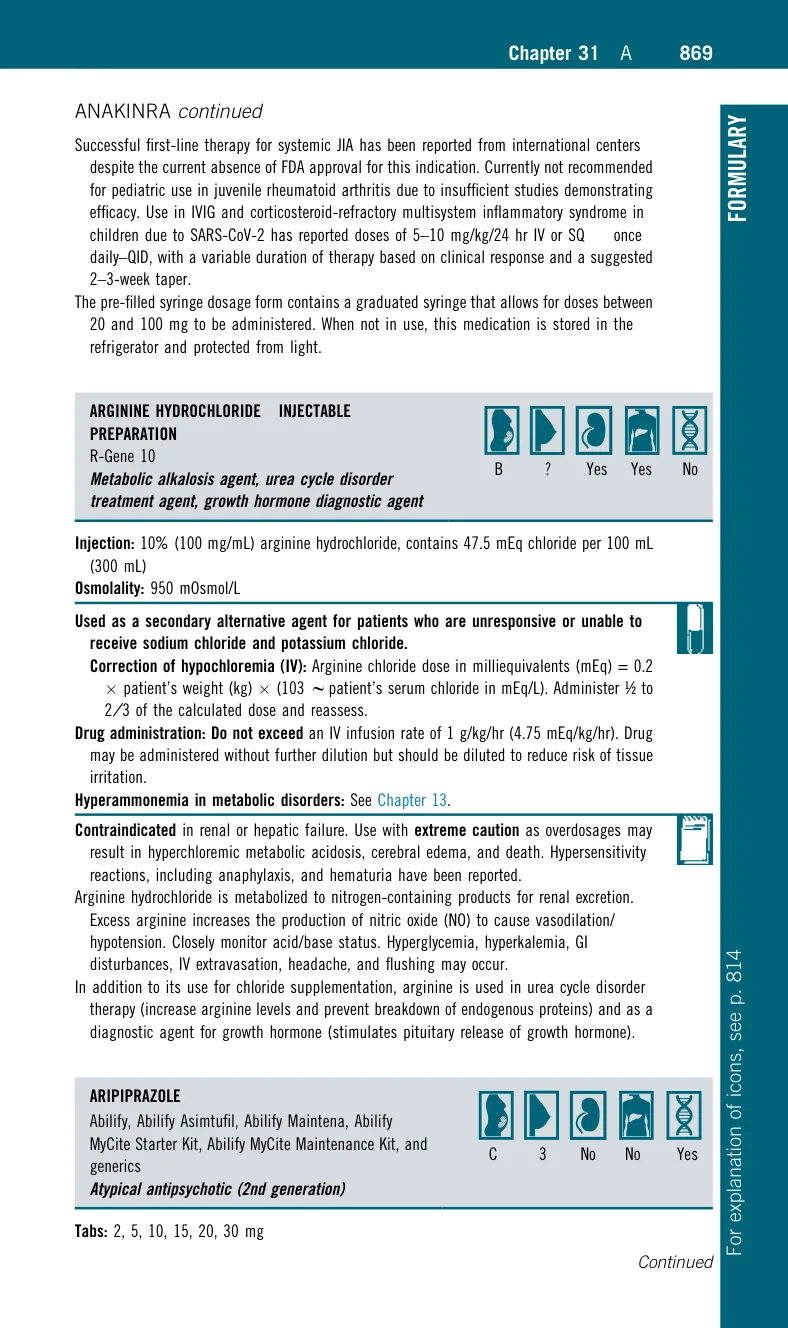 Chapter 31 A 869
ANAKINRA continued
Successful first-line therapy for systemic JIA has been reported from international centers
despite the current absence of FDA approval for this indication. Currently not recommended
for pediatric use in juvenile rheumatoid arthritis due to insufficient studies demonstrating
efficacy. Use in IVIG and corticosteroid-refractory multisystem inflammatory syndrome in
children due to SARS-CoV-2 has reported doses of 5–10 mg/kg/24 hr IV or SQ once
daily–QID, with a variable duration of therapy based on clinical response and a suggested
2–3-week taper.
The pre-filled syringe dosage form contains a graduated syringe that allows for doses between
20 and 100 mg to be administered. When not in use, this medication is stored in the
refrigerator and protected from light.
ARGININE HYDROCHLORIDE INJECTABLE
PREPARATION
R-Gene 10
Metabolic alkalosis agent, urea cycle disorder
treatment agent, growth hormone diagnostic agent
B ? Yes Yes No
Injection: 10% (100 mg/mL) arginine hydrochloride, contains 47.5 mEq chloride per 100 mL
(300 mL)
Osmolality: 950 mOsmol/L
Used as a secondary alternative agent for patients who are unresponsive or unable to
receive sodium chloride and potassium chloride.
Correction of hypochloremia (IV): Arginine chloride dose in milliequivalents (mEq) = 0.2
× patient's weight (kg) × (103 ∼ patient's serum chloride in mEq/L). Administer ½ to
2/3 of the calculated dose and reassess.
Drug administration: Do not exceed an IV infusion rate of 1 g/kg/hr (4.75 mEq/kg/hr). Drug
may be administered without further dilution but should be diluted to reduce risk of tissue
irritation.
Hyperammonemia in metabolic disorders: See Chapter 13.
Contraindicated in renal or hepatic failure. Use with extreme caution as overdosages may
result in hyperchloremic metabolic acidosis, cerebral edema, and death. Hypersensitivity
reactions, including anaphylaxis, and hematuria have been reported.
Arginine hydrochloride is metabolized to nitrogen-containing products for renal excretion.
Excess arginine increases the production of nitric oxide (NO) to cause vasodilation/
hypotension. Closely monitor acid/base status. Hyperglycemia, hyperkalemia, GI
disturbances, IV extravasation, headache, and flushing may occur.
In addition to its use for chloride supplementation, arginine is used in urea cycle disorder
therapy (increase arginine levels and prevent breakdown of endogenous proteins) and as a
diagnostic agent for growth hormone (stimulates pituitary release of growth hormone).
ARIPIPRAZOLE
Abilify, Abilify Asimtufil, Abilify Maintena, Abilify
MyCite Starter Kit, Abilify MyCite Maintenance Kit, and
generics
Atypical antipsychotic (2nd generation)
C 3 No No Yes
Tabs: 2, 5, 10, 15, 20, 30 mg
Continued
FORMULARY
For explanation of icons, see p. 814